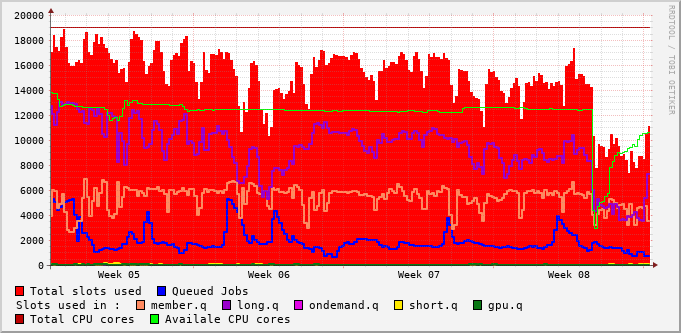 20000
18000
16000
14000
12000
10000
8000
6000
4000
2000
0
Week 05 Week 06 Week 07 Week 08
RRDTOOL / TOBI OETIKER
Total slots used Queued Jobs
Slots used in : member.q long.q ondemand.q short.q gpu.q
Total CPU cores Availale CPU cores